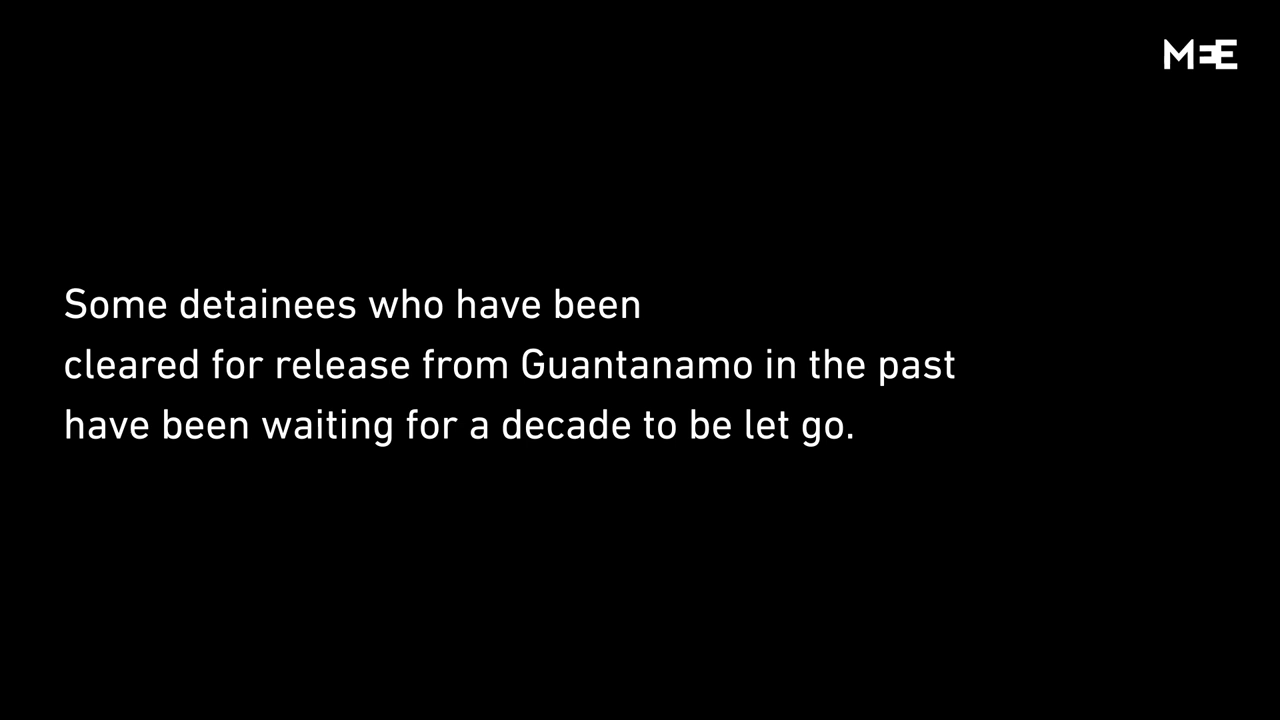 MEE
Some detainees who have been
cleared for release from Guantanamo in the past
have been waiting for a decade to be let go.